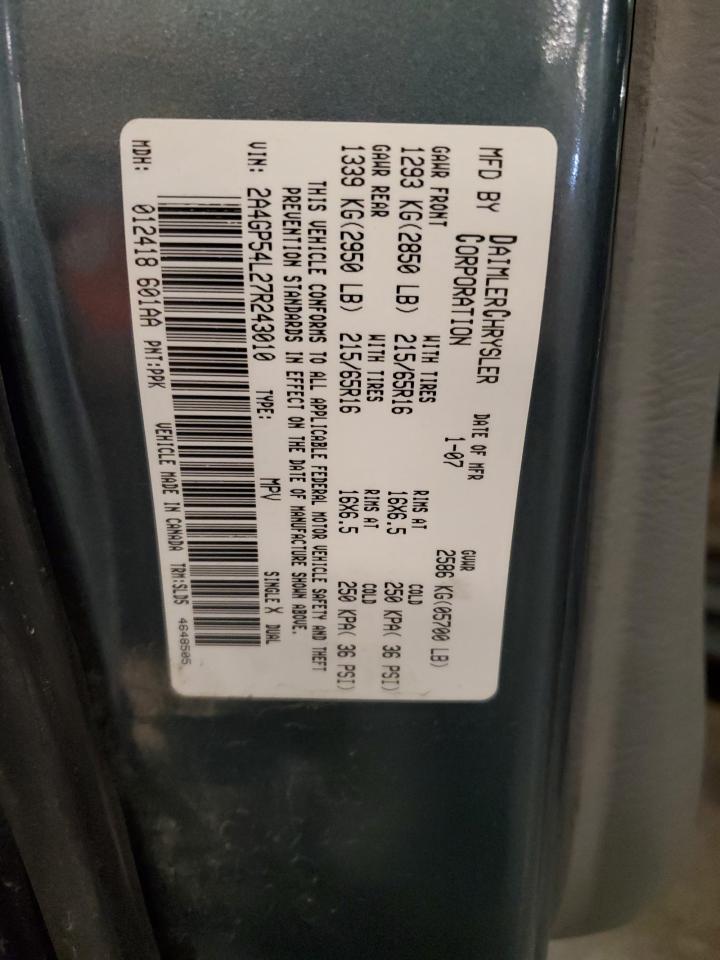 MFD BY DAIMLERCHRYSLER CORPORATION DATE OF MFR 1-07 GVWR 2586 KG(05700 LB)
GAWR FRONT WITH TIRES RIMS AT COLD
1293 KG(2850 LB) 215/65R16 16X6.5 250 KPA( 36 PSI)
GAWR REAR WITH TIRES RIMS AT COLD
1339 KG(2950 LB) 215/65R16 16X6.5 250 KPA( 36 PSI)
THIS VEHICLE CONFORMS TO ALL APPLICABLE FEDERAL MOTOR VEHICLE SAFETY AND THEFT
PREVENTION STANDARDS IN EFFECT ON THE DATE OF MANUFACTURE SHOWN ABOVE.
VIN: 2A4GP54L27R243010 TYPE: MPV SINGLE X DUAL
MDH: 012418 601AA PNT:PPK VEHICLE MADE IN CANADA TRM:SLD5 4648505